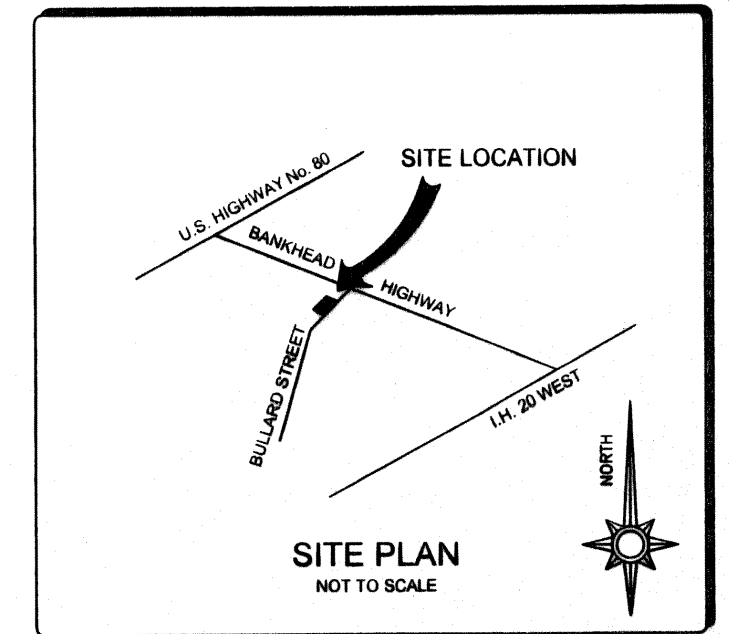 SITE LOCATION
U.S. HIGHWAY No. 80
BANKHEAD
HIGHWAY
BULLARD STREET
I.H. 20 WEST
NORTH
SITE PLAN
NOT TO SCALE